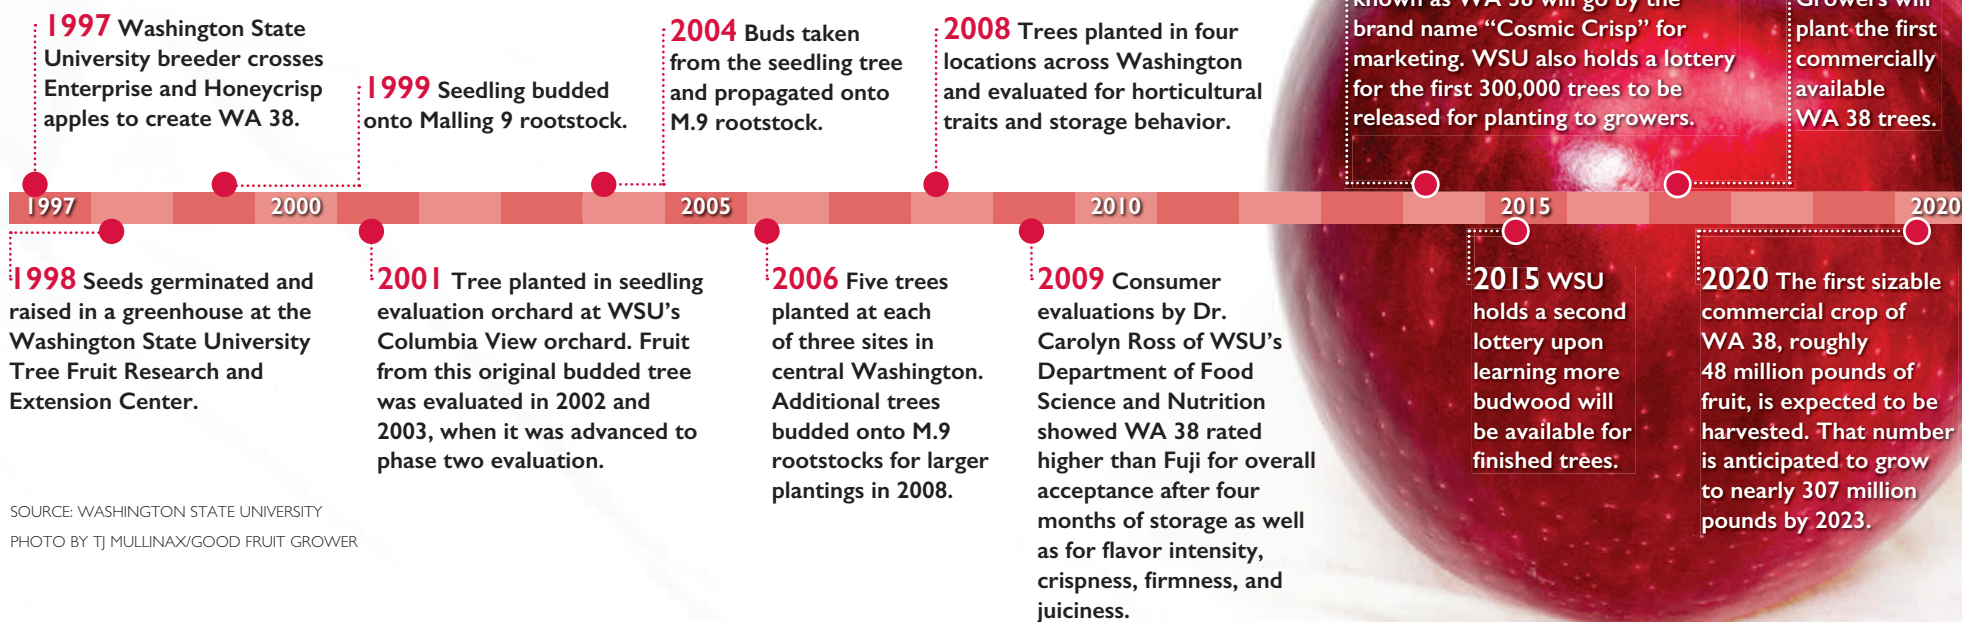 1997 Washington State
University breeder crosses
Enterprise and Honeycrisp
apples to create WA 38.
1999 Seedling budded
onto Malling 9 rootstock.
2004 Buds taken
from the seedling tree
and propagated onto
M.9 rootstock.
2008 Trees planted in four
locations across Washington
and evaluated for horticultural
traits and storage behavior.
known as WA 38 will go by the
brand name “Cosmic Crisp” for
marketing. WSU also holds a lottery
for the first 300,000 trees to be
released for planting to growers.
Growers will
plant the first
commercially
available
WA 38 trees.
1997
2000
2005
2010
2015
2020
1998 Seeds germinated and
raised in a greenhouse at the
Washington State University
Tree Fruit Research and
Extension Center.
2001 Tree planted in seedling
evaluation orchard at WSU’s
Columbia View orchard. Fruit
from this original budded tree
was evaluated in 2002 and
2003, when it was advanced to
phase two evaluation.
2006 Five trees
planted at each
of three sites in
central Washington.
Additional trees
budded onto M.9
rootstocks for larger
plantings in 2008.
2009 Consumer
evaluations by Dr.
Carolyn Ross of WSU’s
Department of Food
Science and Nutrition
showed WA 38 rated
higher than Fuji for overall
acceptance after four
months of storage as well
as for flavor intensity,
crispness, firmness, and
juiciness.
2015 WSU
holds a second
lottery upon
learning more
budwood will
be available for
finished trees.
2020 The first sizable
commercial crop of
WA 38, roughly
48 million pounds of
fruit, is expected to be
harvested. That number
is anticipated to grow
to nearly 307 million
pounds by 2023.
SOURCE: WASHINGTON STATE UNIVERSITY
PHOTO BY TJ MULLINAX/GOOD FRUIT GROWER